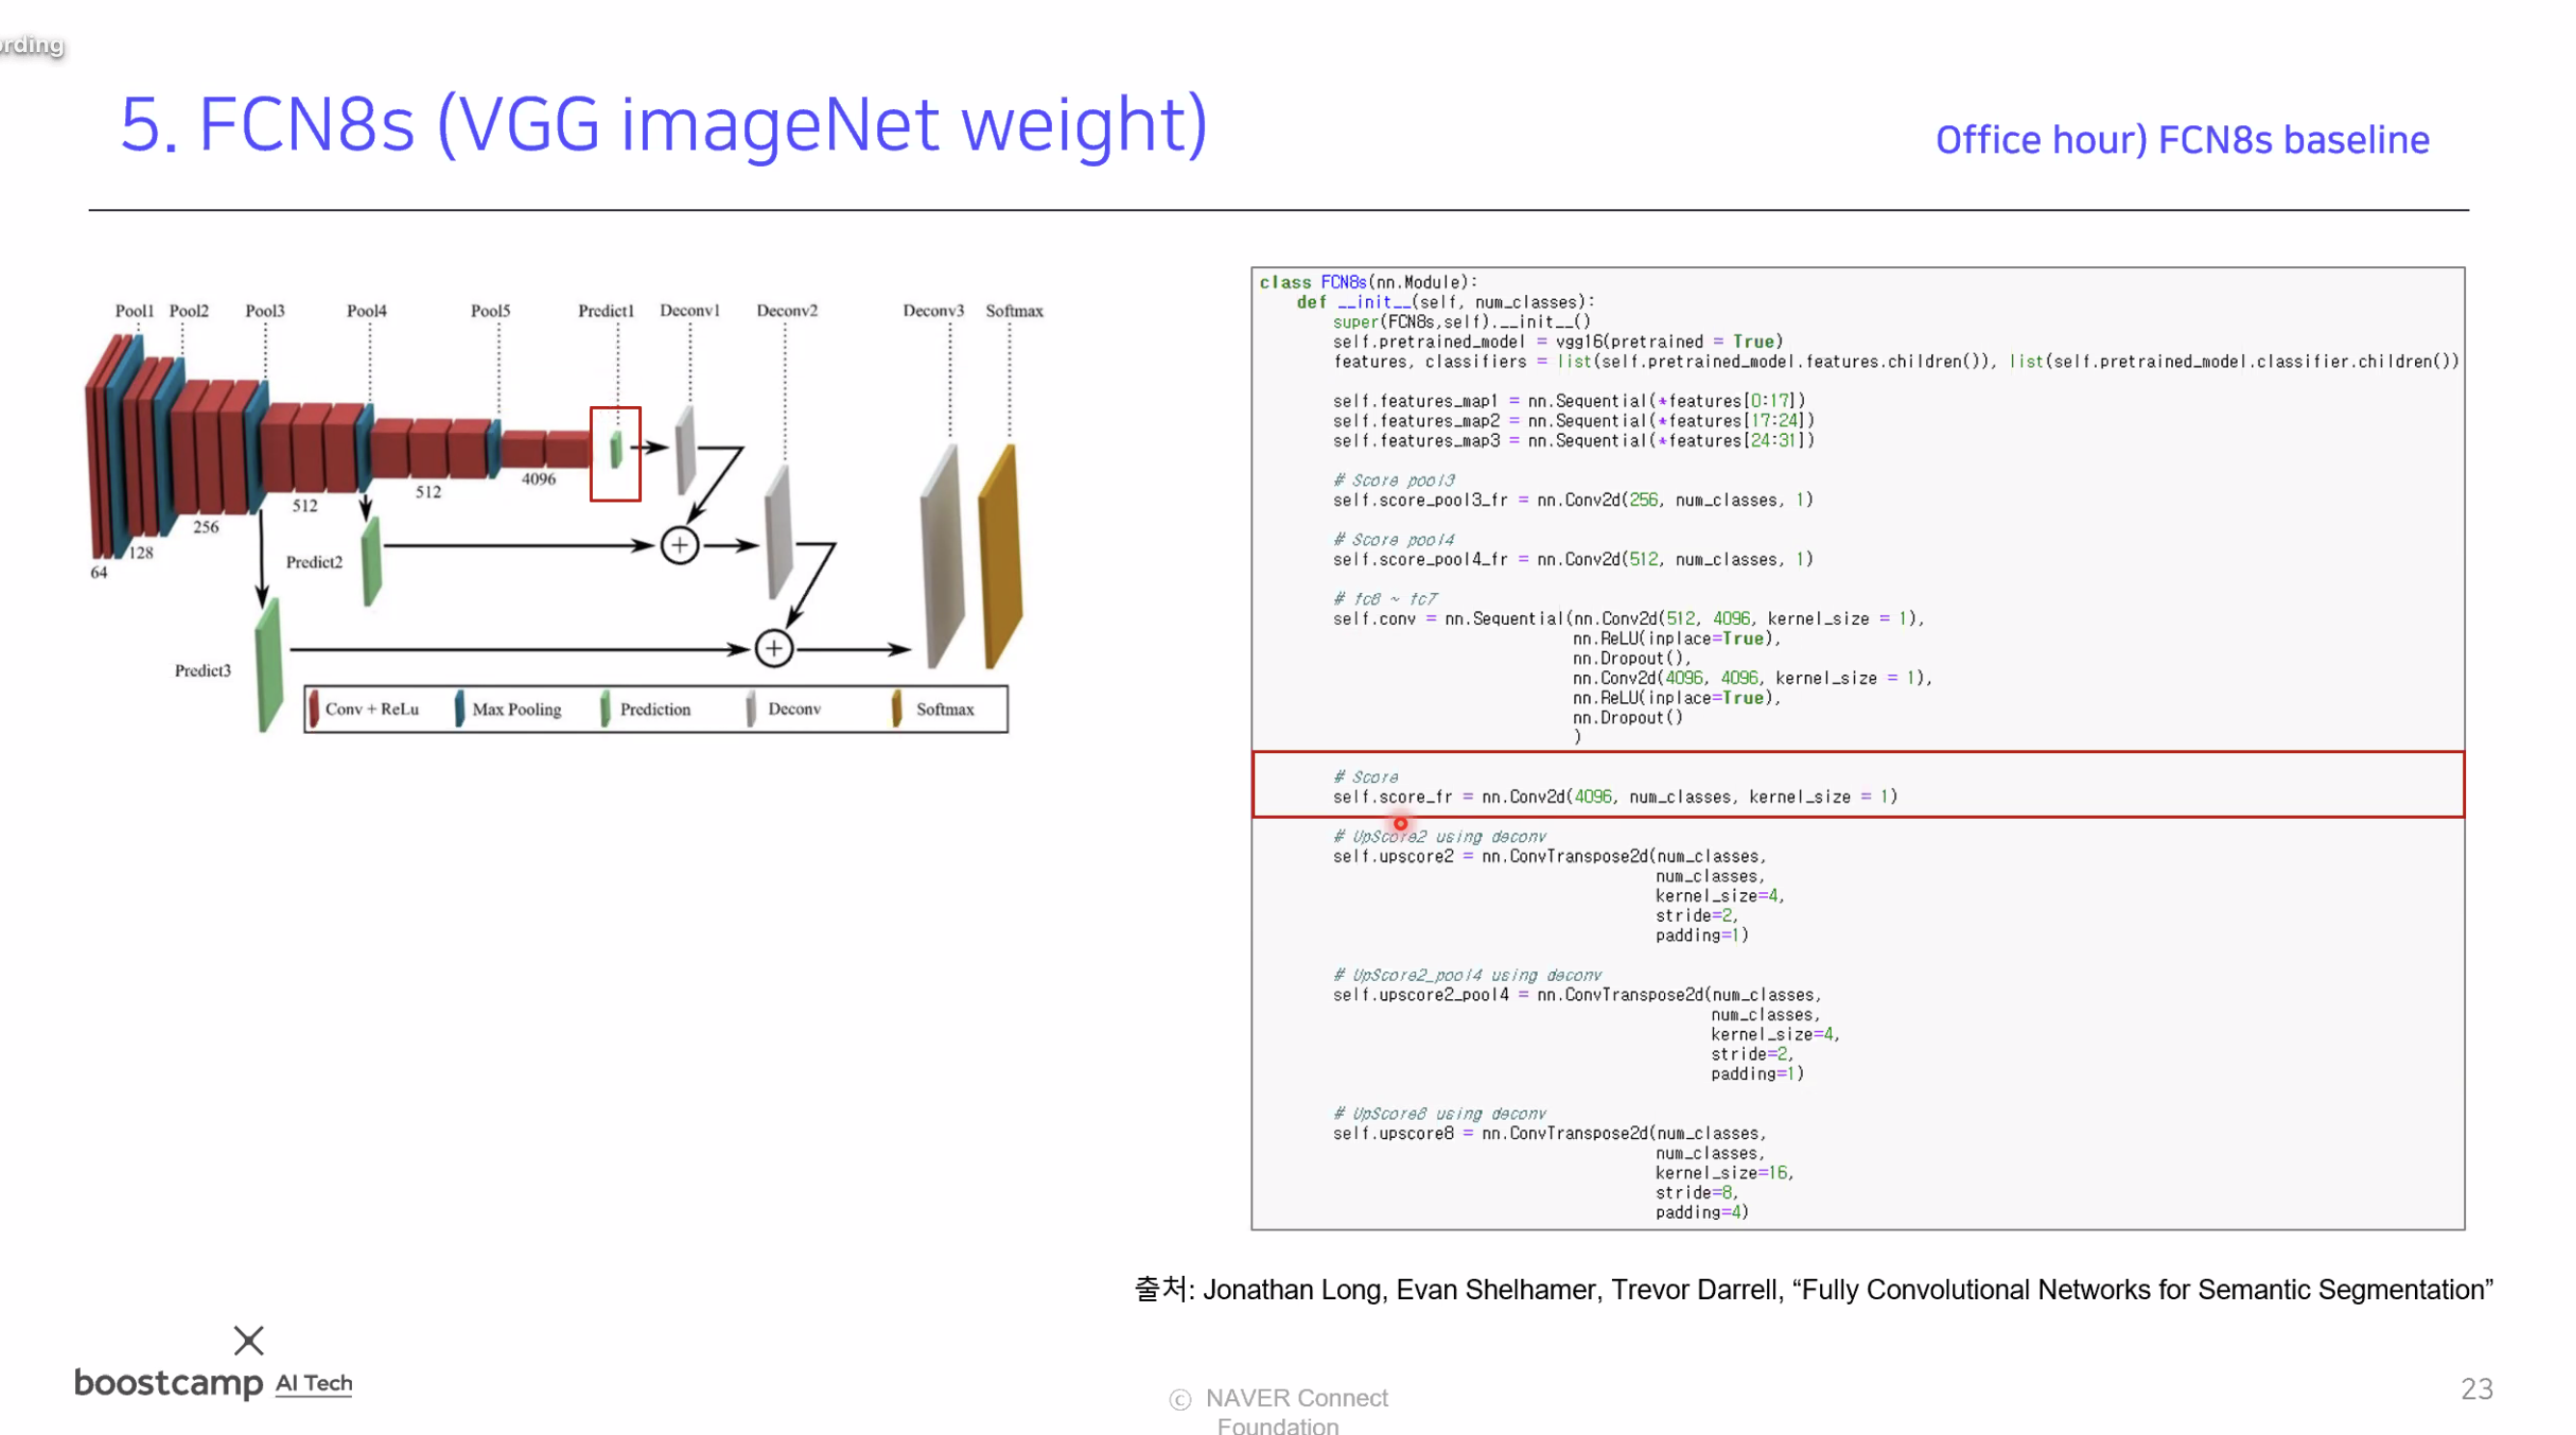 5. FCN8s (VGG imageNet weight)
Office hour) FCN8s baseline
Pool1 Pool2 Pool3 Pool4 Pool5 Predict1 Deconv1 Deconv2 Deconv3 Softmax
64
128
256
512
512
4096
Predict2
Predict3
Conv + ReLu Max Pooling Prediction Deconv Softmax
class FCN8s(nn.Module):
def __init__(self, num_classes):
super(FCN8s,self).__init__()
self.pretrained_model = vgg16(pretrained = True)
features, classifiers = list(self.pretrained_model.features.children()), list(self.pretrained_model.classifier.children())
self.features_map1 = nn.Sequential(*features[0:17])
self.features_map2 = nn.Sequential(*features[17:24])
self.features_map3 = nn.Sequential(*features[24:31])
# Score pool3
self.score_pool3_fr = nn.Conv2d(256, num_classes, 1)
# Score pool4
self.score_pool4_fr = nn.Conv2d(512, num_classes, 1)
# fc6 ~ fc7
self.conv = nn.Sequential(nn.Conv2d(512, 4096, kernel_size = 1),
nn.ReLU(inplace=True),
nn.Dropout(),
nn.Conv2d(4096, 4096, kernel_size = 1),
nn.ReLU(inplace=True),
nn.Dropout()
)
# Score
self.score_fr = nn.Conv2d(4096, num_classes, kernel_size = 1)
# UpScore2 using deconv
self.upscore2 = nn.ConvTranspose2d(num_classes,
num_classes,
kernel_size=4,
stride=2,
padding=1)
# UpScore2_pool4 using deconv
self.upscore2_pool4 = nn.ConvTranspose2d(num_classes,
num_classes,
kernel_size=4,
stride=2,
padding=1)
# UpScore8 using deconv
self.upscore8 = nn.ConvTranspose2d(num_classes,
num_classes,
kernel_size=16,
stride=8,
padding=4)
출처: Jonathan Long, Evan Shelhamer, Trevor Darrell, “Fully Convolutional Networks for Semantic Segmentation”
boostcamp AI Tech
ⓒ NAVER Connect
Foundation
23